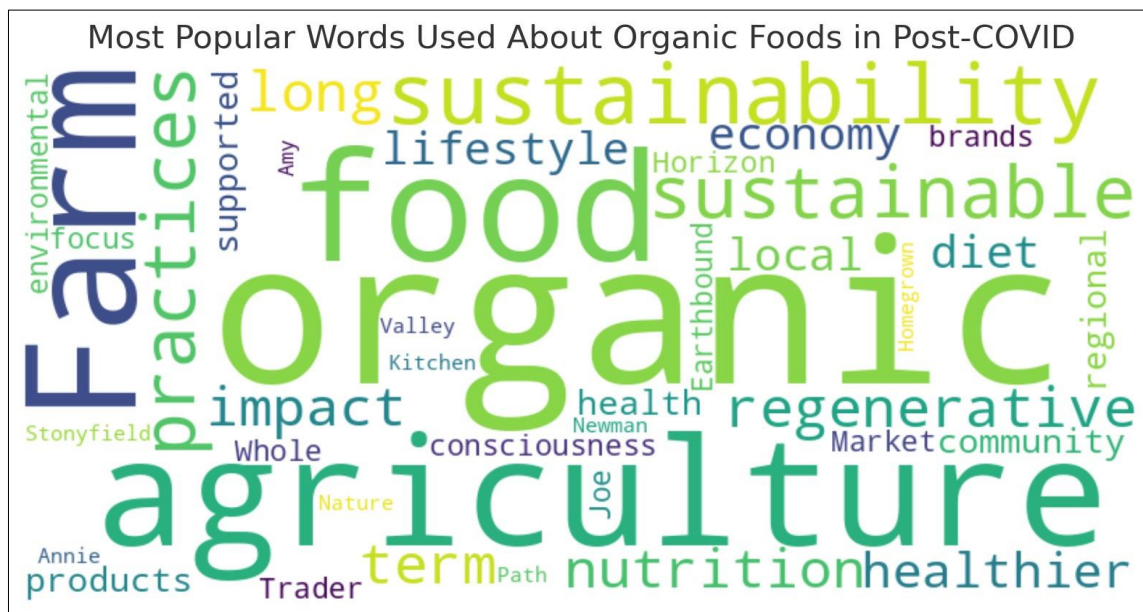 Most Popular Words Used About Organic Foods in Post-COVID
environmental
Farm
practices
supported
long
sustainability
Amy
lifestyle
economy
brands
food
Horizon
sustainable
focus
local
diet
Earthbound
Homegrown
regional
organic
Valley
Kitchen
impact
health
regenerative
Stonyfield
Newman
Whole
consciousness
Market
community
agriculture
Joe
Nature
Annie
term
Path
nutrition
healthier
products
Trader